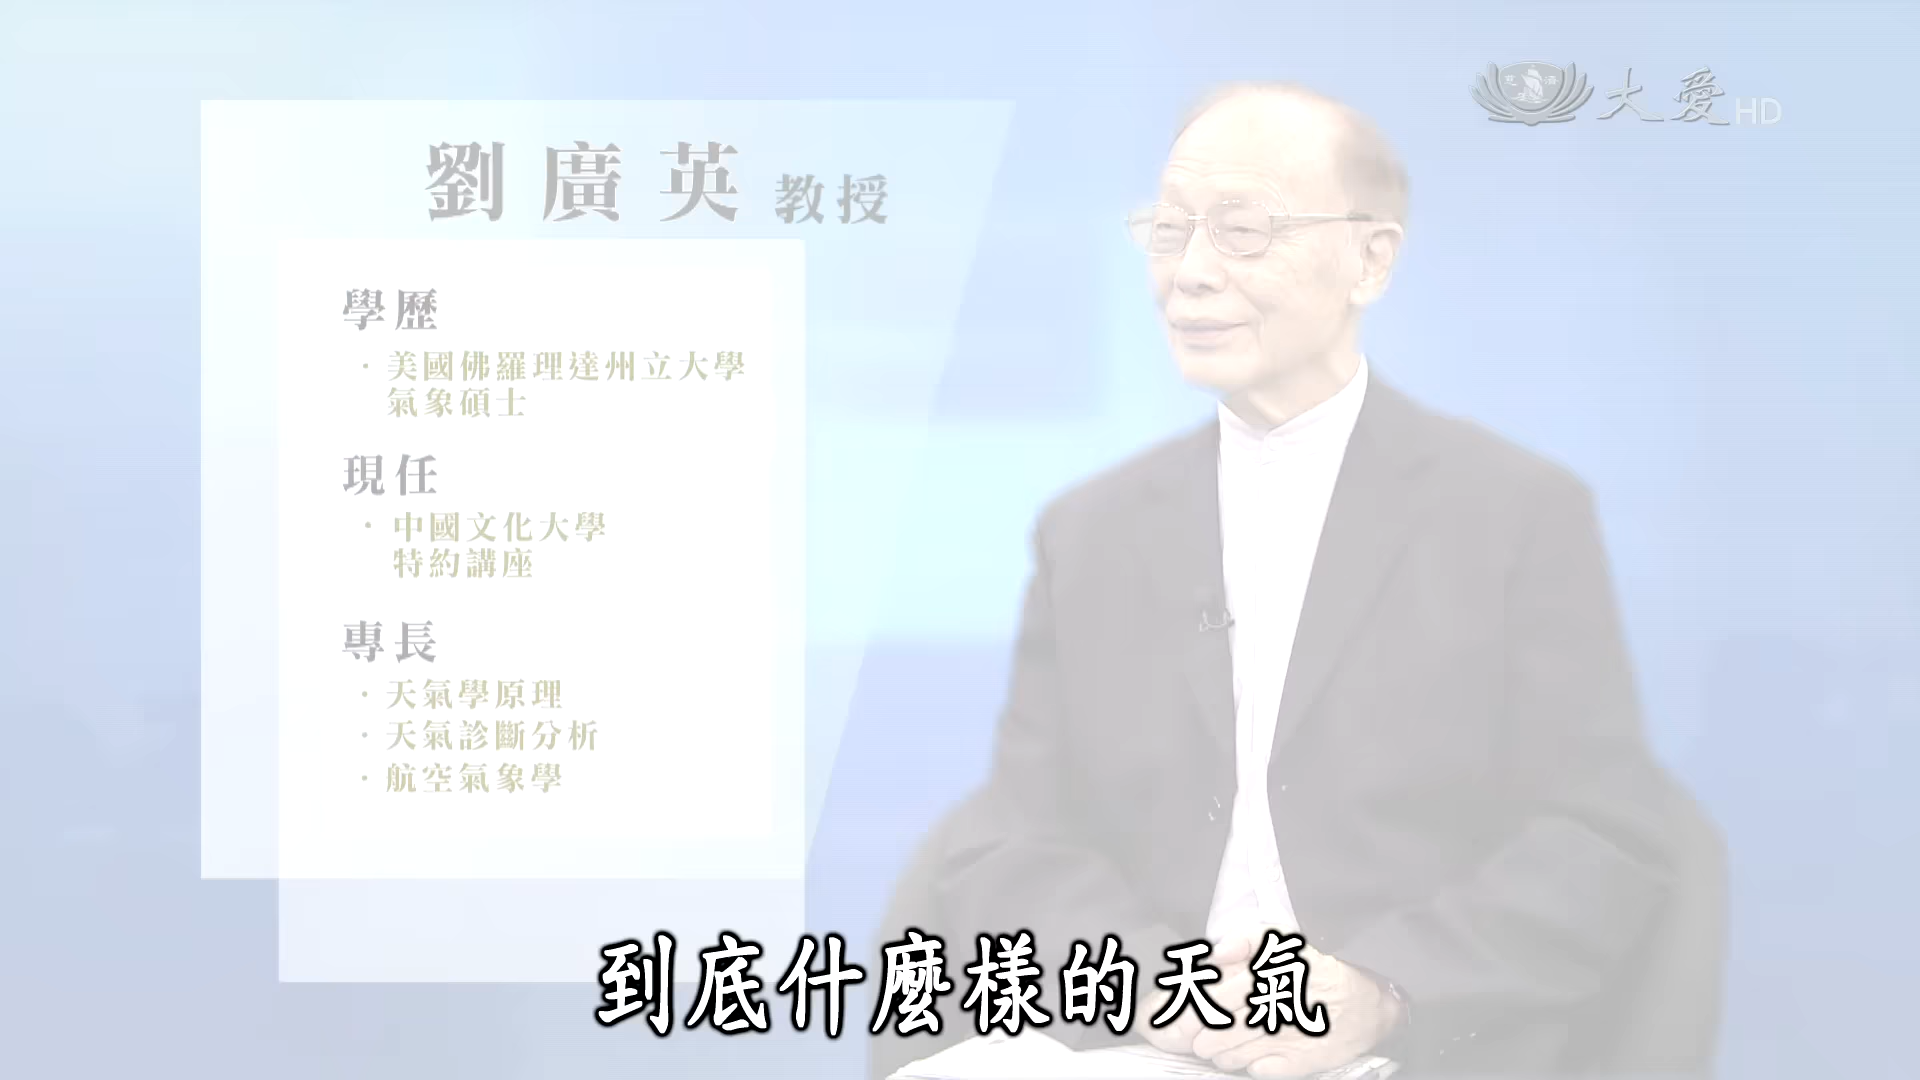 大愛HD
劉廣英 教授
學歷
·美國佛羅理達州立大學
氣象碩士
現任
·中國文化大學
特約講座
專長
·天氣學原理
·天氣診斷分析
·航空氣象學
到底什麼樣的天氣